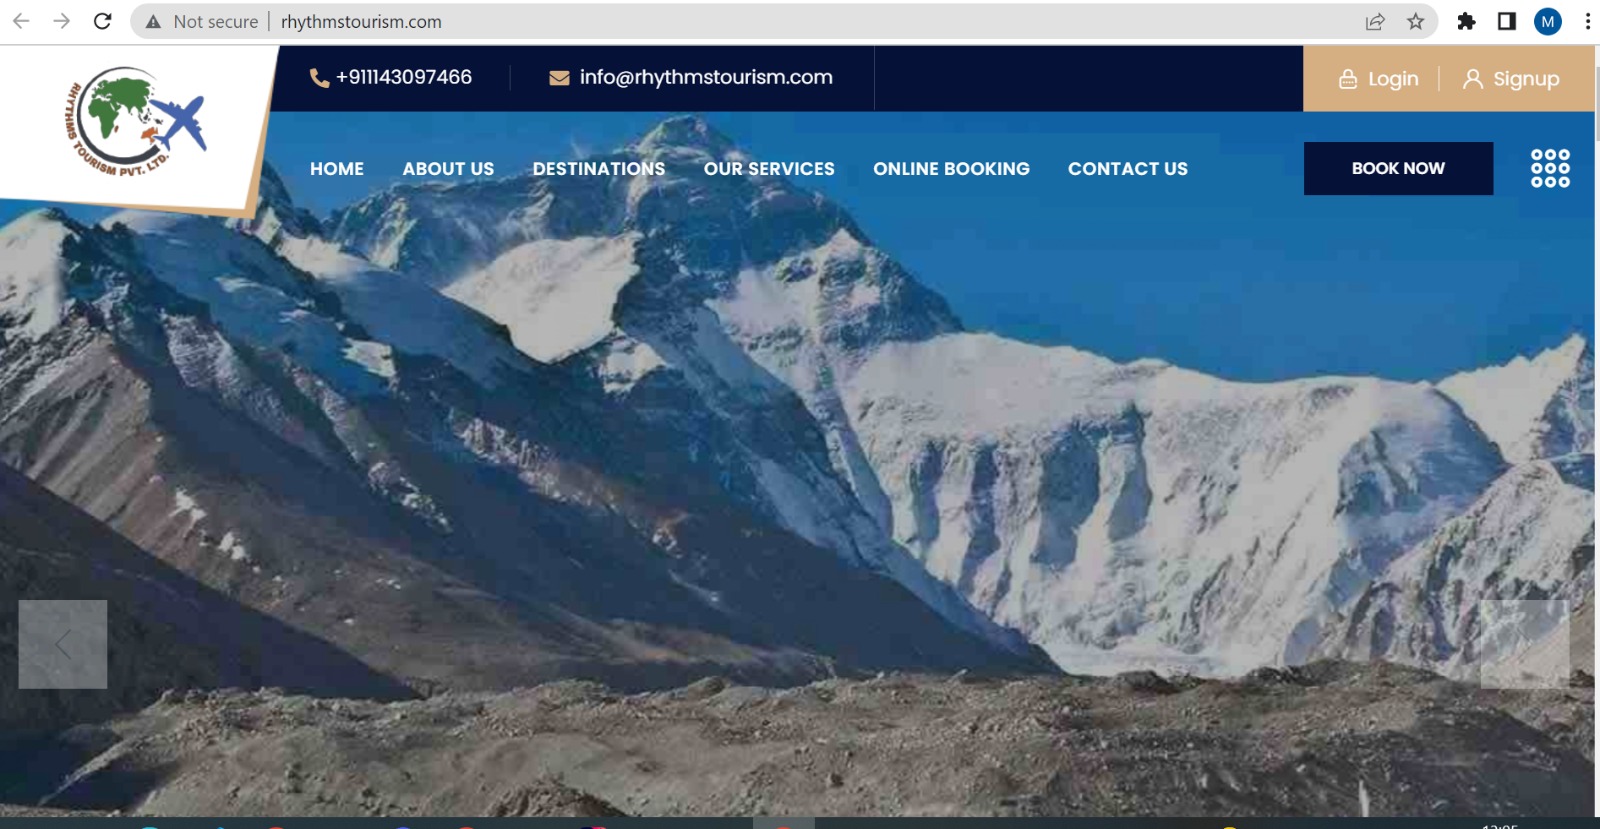 Not secure
rhythmstourism.com
RHYTHMS TOURISM PVT. LTD.
+911143097466
info@rhythmstourism.com
Login
Signup
HOME
ABOUT US
DESTINATIONS
OUR SERVICES
ONLINE BOOKING
CONTACT US
BOOK NOW
M